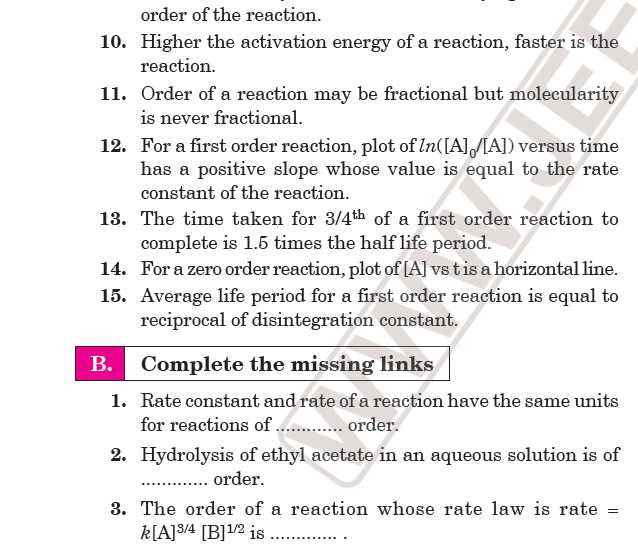 order of the reaction.
10. Higher the activation energy of a reaction, faster is the
reaction.
11. Order of a reaction may be fractional but molecularity
is never fractional.
12. For a first order reaction, plot of ln([A]₀/[A]) versus time
has a positive slope whose value is equal to the rate
constant of the reaction.
13. The time taken for 3/4ᵗʰ of a first order reaction to
complete is 1.5 times the half life period.
14. For a zero order reaction, plot of [A] vs t is a horizontal line.
15. Average life period for a first order reaction is equal to
reciprocal of disintegration constant.
B. Complete the missing links
1. Rate constant and rate of a reaction have the same units
for reactions of ............. order.
2. Hydrolysis of ethyl acetate in an aqueous solution is of
............. order.
3. The order of a reaction whose rate law is rate =
k[A]³ᐟ⁴ [B]¹ᐟ² is ............. .
WWW.JEE